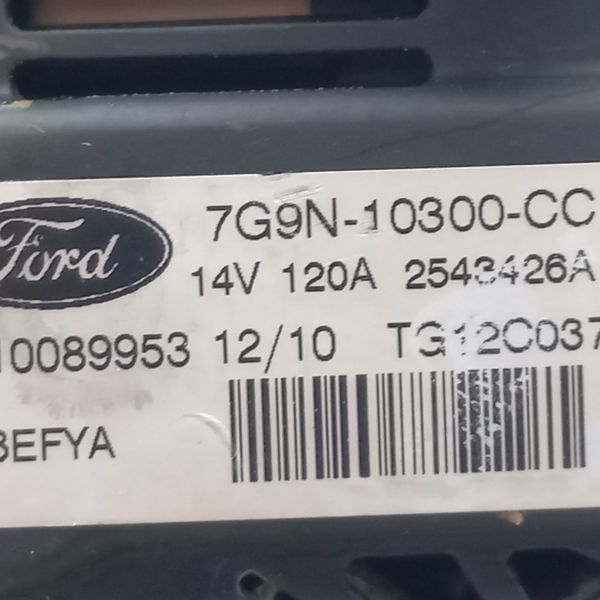 Ford
7G9N-10300-CC
14V 120A 2543426A
10089953 12/10 TG12C037
BEFYA